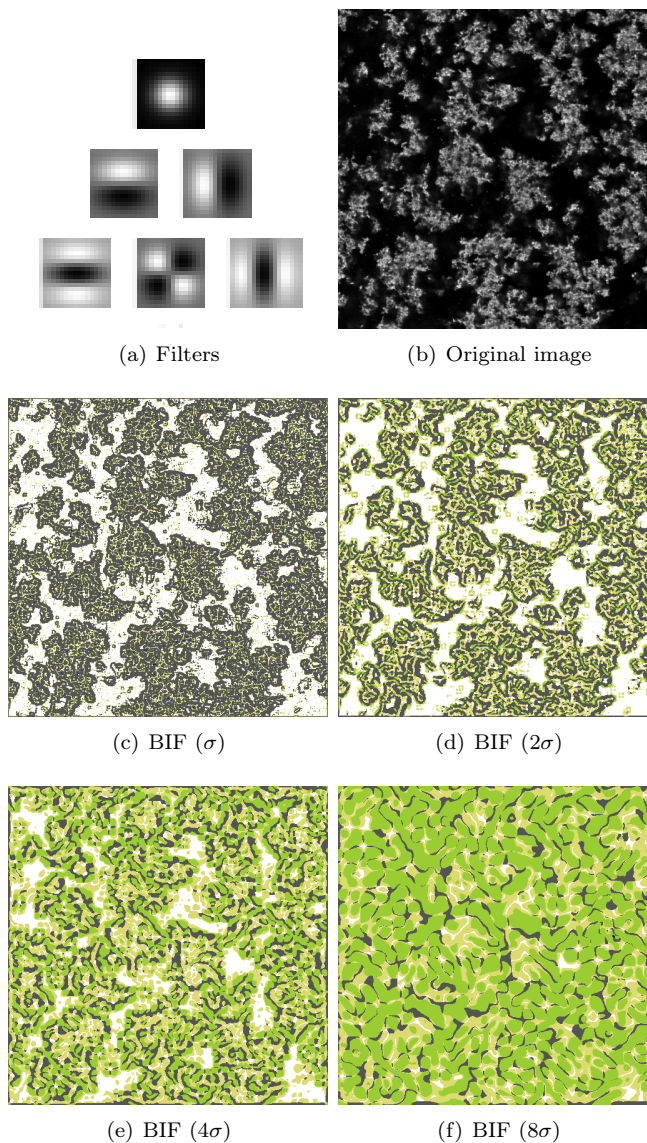 (a) Filters
(b) Original image
(c) BIF (σ)
(d) BIF (2σ)
(e) BIF (4σ)
(f) BIF (8σ)